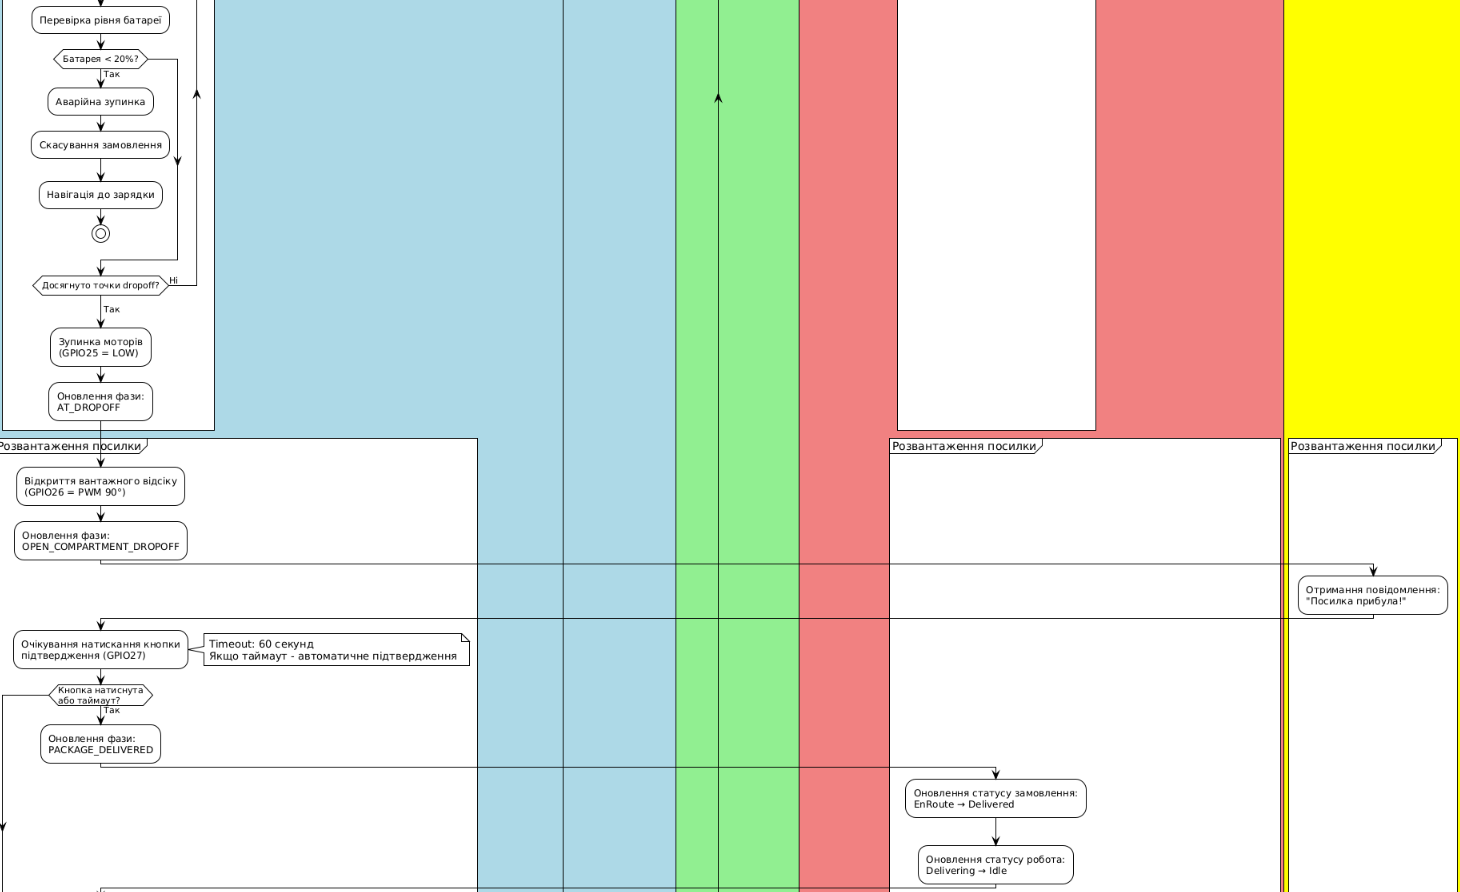 Перевірка рівня батареї
Батарея < 20%?
Так
Аварійна зупинка
Скасування замовлення
Навігація до зарядки
Досягнуто точки dropoff?
Ні
Так
Зупинка моторів
(GPIO25 = LOW)
Оновлення фази:
AT_DROPOFF
Розвантаження посилки
Розвантаження посилки
Розвантаження посилки
Відкриття вантажного відсіку
(GPIO26 = PWM 90°)
Оновлення фази:
OPEN_COMPARTMENT_DROPOFF
Отримання повідомлення:
"Посилка прибула!"
Очікування натискання кнопки
підтвердження (GPIO27)
Timeout: 60 секунд
Якщо таймаут - автоматичне підтвердження
Кнопка натиснута
або таймаут?
Так
Оновлення фази:
PACKAGE_DELIVERED
Оновлення статусу замовлення:
EnRoute → Delivered
Оновлення статусу робота:
Delivering → Idle